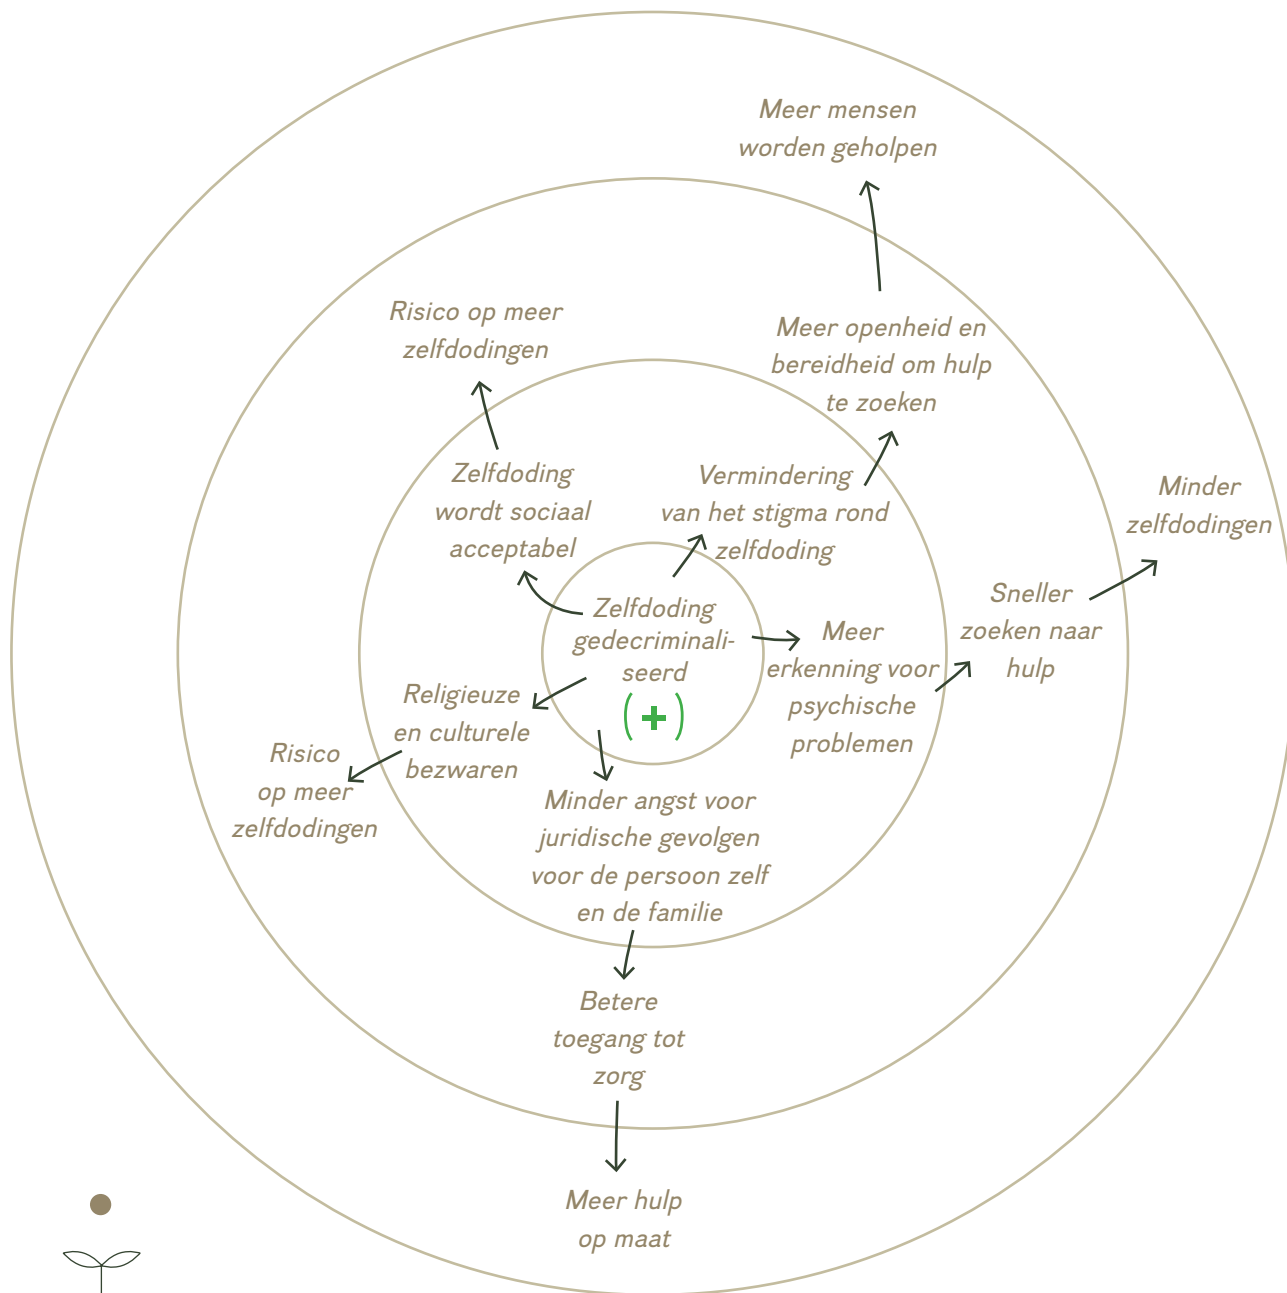 Meer mensen
worden geholpen
Risico op meer
zelfdodingen
Meer openheid en
bereidheid om hulp
te zoeken
Zelfdoding
wordt sociaal
acceptabel
Vermindering
van het stigma rond
zelfdoding
Minder
zelfdodingen
Zelfdoding
gedecriminali-
seerd
(+)
Meer
erkenning voor
psychische
problemen
Sneller
zoeken naar
hulp
Religieuze
en culturele
bezwaren
Risico
op meer
zelfdodingen
Minder angst voor
juridische gevolgen
voor de persoon zelf
en de familie
Betere
toegang tot
zorg
Meer hulp
op maat